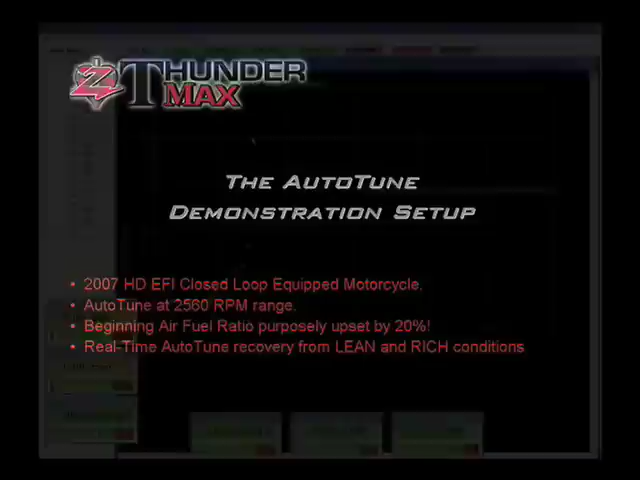 THUNDER
MAX
THE AUTOTUNE
DEMONSTRATION SETUP
• 2007 HD EFI Closed Loop Equipped Motorcycle.
• AutoTune at 2560 RPM range.
• Beginning Air Fuel Ratio purposely upset by 20%!
• Real-Time AutoTune recovery from LEAN and RICH conditions